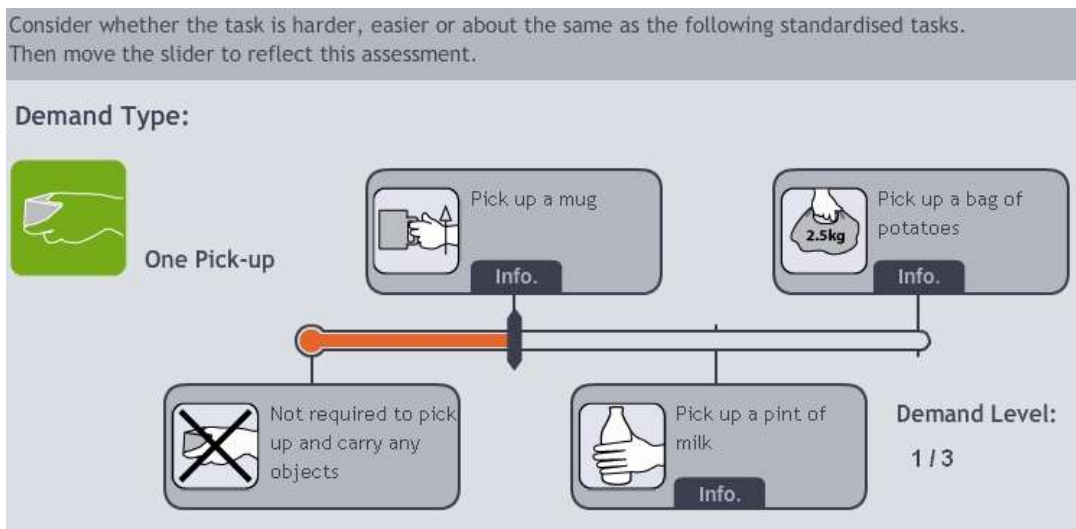 Consider whether the task is harder, easier or about the same as the following standardised tasks.
Then move the slider to reflect this assessment.
Demand Type:
One Pick-up
Pick up a mug
Info.
Pick up a bag of
potatoes
2.5kg
Info.
Not required to pick
up and carry any
objects
Pick up a pint of
milk
Info.
Demand Level:
1 / 3